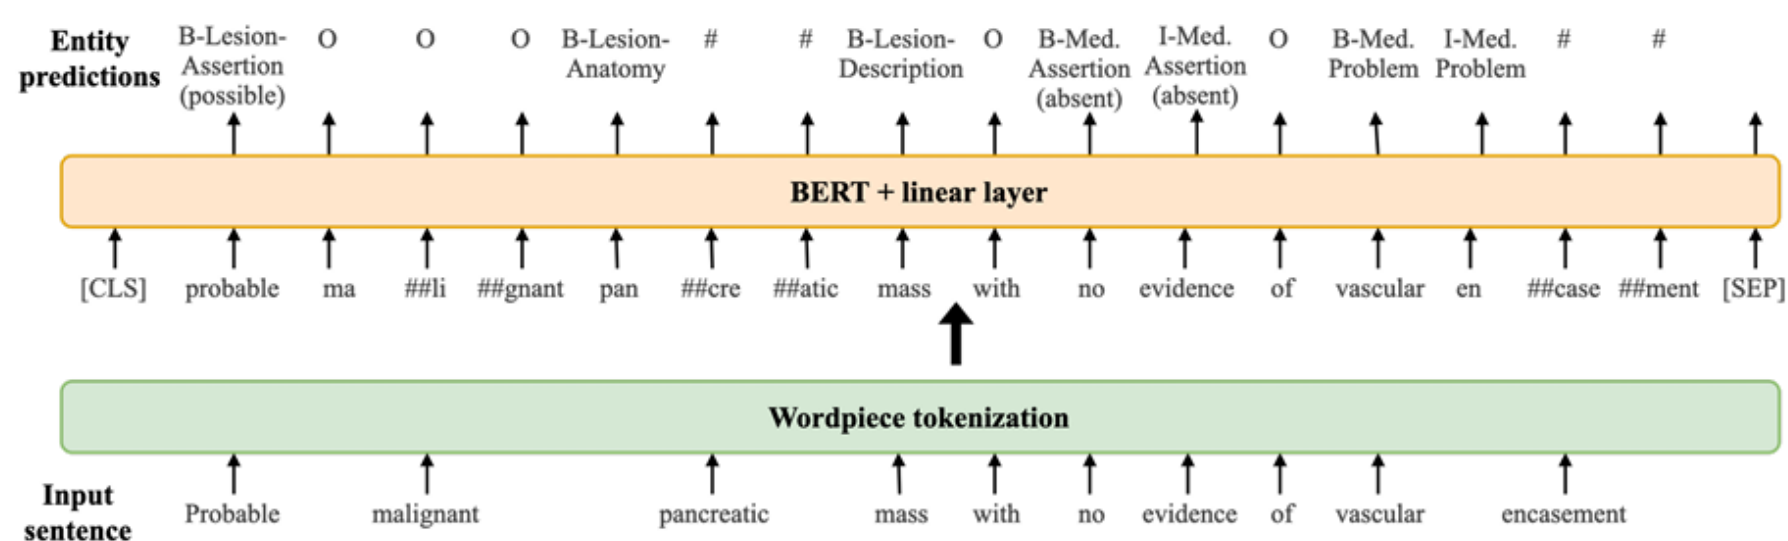 Entity predictions
B-Lesion-Assertion (possible) O O O B-Lesion-Anatomy # # B-Lesion-Description O B-Med. Assertion (absent) I-Med. Assertion (absent) O B-Med. Problem I-Med. Problem # #
BERT + linear layer
[CLS] probable ma ##li ##gnant pan ##cre ##atic mass with no evidence of vascular en ##case ##ment [SEP]
Wordpiece tokenization
Input sentence
Probable malignant pancreatic mass with no evidence of vascular encasement